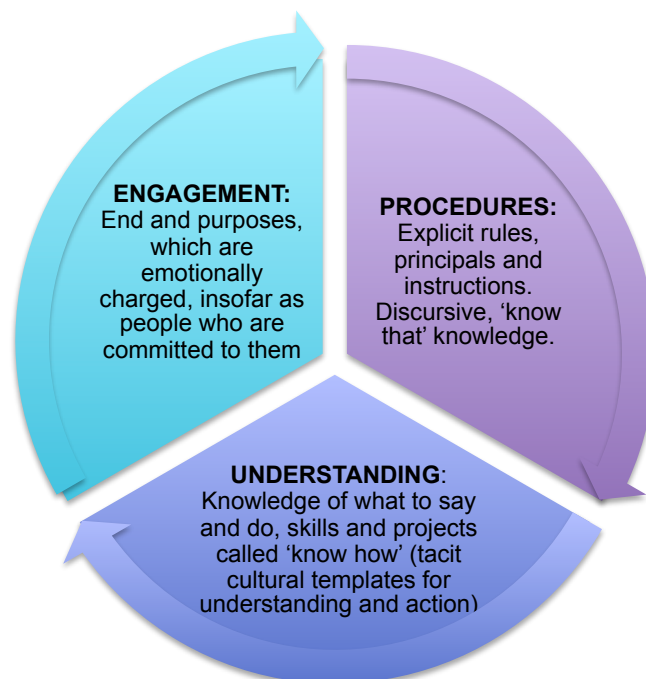 ENGAGEMENT:
End and purposes,
which are
emotionally
charged, insofar as
people who are
committed to them
PROCEDURES:
Explicit rules,
principals and
instructions.
Discursive, ‘know
that’ knowledge.
UNDERSTANDING:
Knowledge of what to say
and do, skills and projects
called ‘know how’ (tacit
cultural templates for
understanding and action)